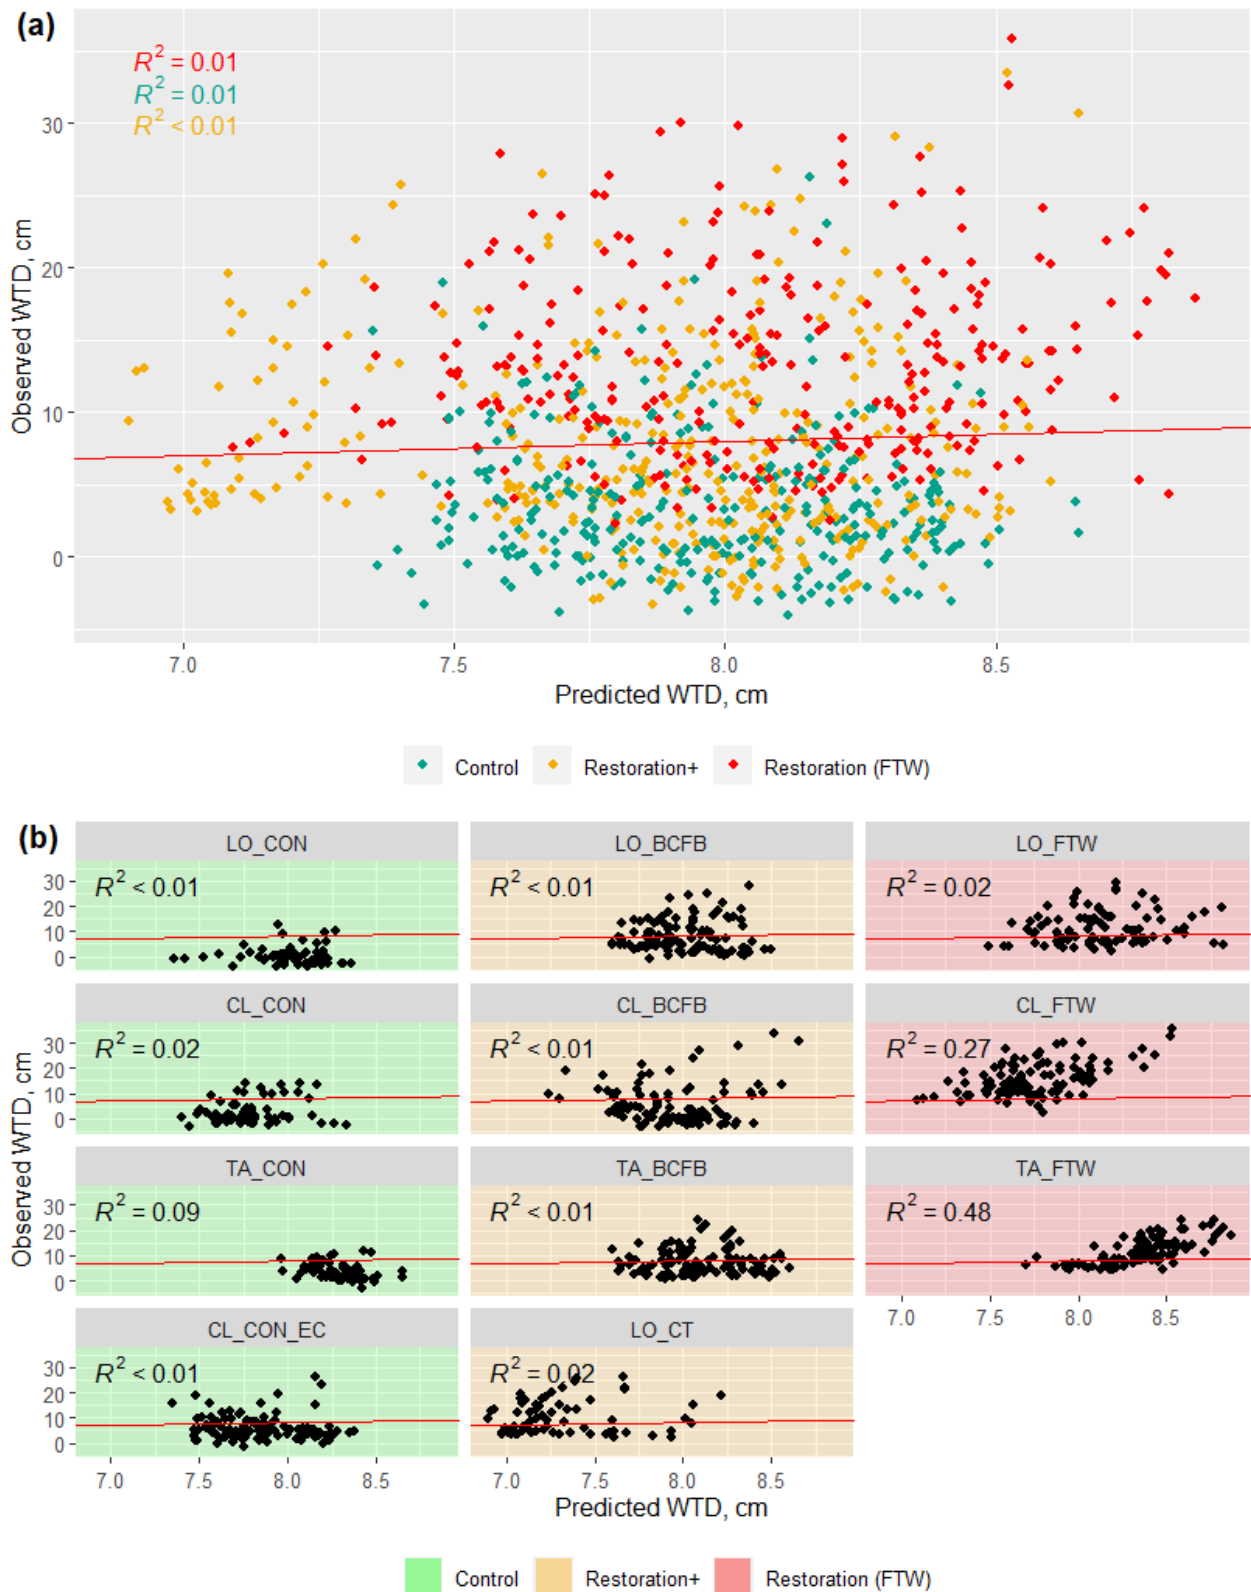 (a)
R² = 0.01
R² = 0.01
R² < 0.01
Observed WTD, cm
30
20
10
0
7.0 7.5 8.0 8.5
Predicted WTD, cm
Control Restoration+ Restoration (FTW)
(b)
LO_CON LO_BCFB LO_FTW
R² < 0.01 R² < 0.01 R² = 0.02
30
20
10
0
CL_CON CL_BCFB CL_FTW
R² = 0.02 R² < 0.01 R² = 0.27
30
20
10
0
Observed WTD, cm
TA_CON TA_BCFB TA_FTW
R² = 0.09 R² < 0.01 R² = 0.48
30
20
10
0
7.0 7.5 8.0 8.5
CL_CON_EC LO_CT
R² < 0.01 R² = 0.02
30
20
10
0
7.0 7.5 8.0 8.5 7.0 7.5 8.0 8.5
Predicted WTD, cm
Control Restoration+ Restoration (FTW)